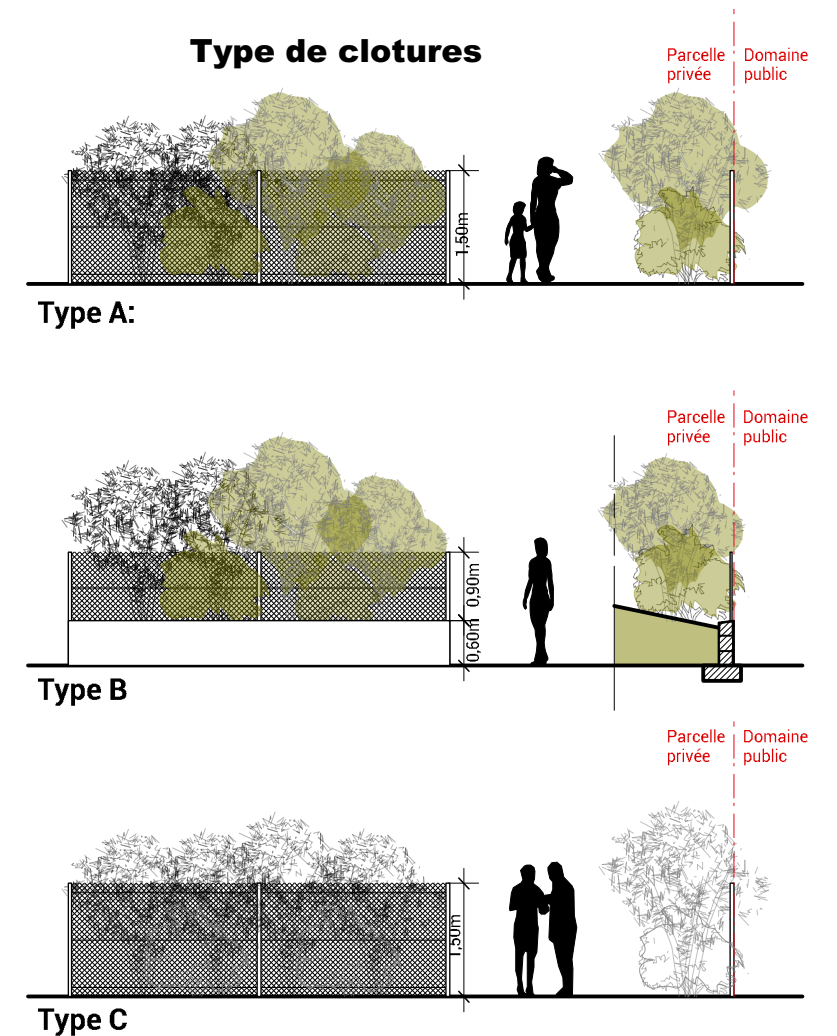 Type de clotures
Parcelle
privée
Domaine
public
1,50m
Type A:
Parcelle
privée
Domaine
public
0,90m
0,60m
Type B
Parcelle
privée
Domaine
public
1,50m
Type C